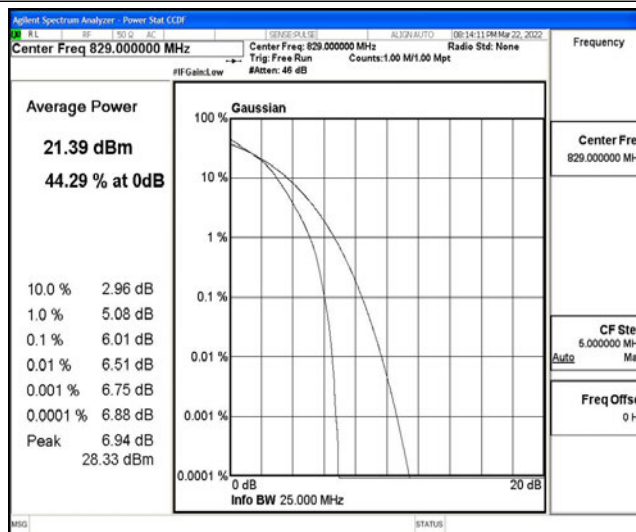 Agilent Spectrum Analyzer - Power Stat CCDF
RL RF 50 Ω AC SENSE:PULSE ALIGN AUTO 08:14:11 PM Mar 22, 2022
Center Freq 829.000000 MHz
Center Freq: 829.000000 MHz Radio Std: None
Trig: Free Run Counts:1.00 M/1.00 Mpt
#IFGain:Low #Atten: 46 dB
Frequency
Average Power
21.39 dBm
44.29 % at 0dB
10.0 % 2.96 dB
1.0 % 5.08 dB
0.1 % 6.01 dB
0.01 % 6.51 dB
0.001 % 6.75 dB
0.0001 % 6.88 dB
Peak 6.94 dB
28.33 dBm
Gaussian
100 %
10 %
1 %
0.1 %
0.01 %
0.001 %
0.0001 %
0 dB 20 dB
Info BW 25.000 MHz
Center Fre
829.000000 MH
CF Ste
5.000000 MH
Auto Ma
Freq Offse
0 H
MSG STATUS